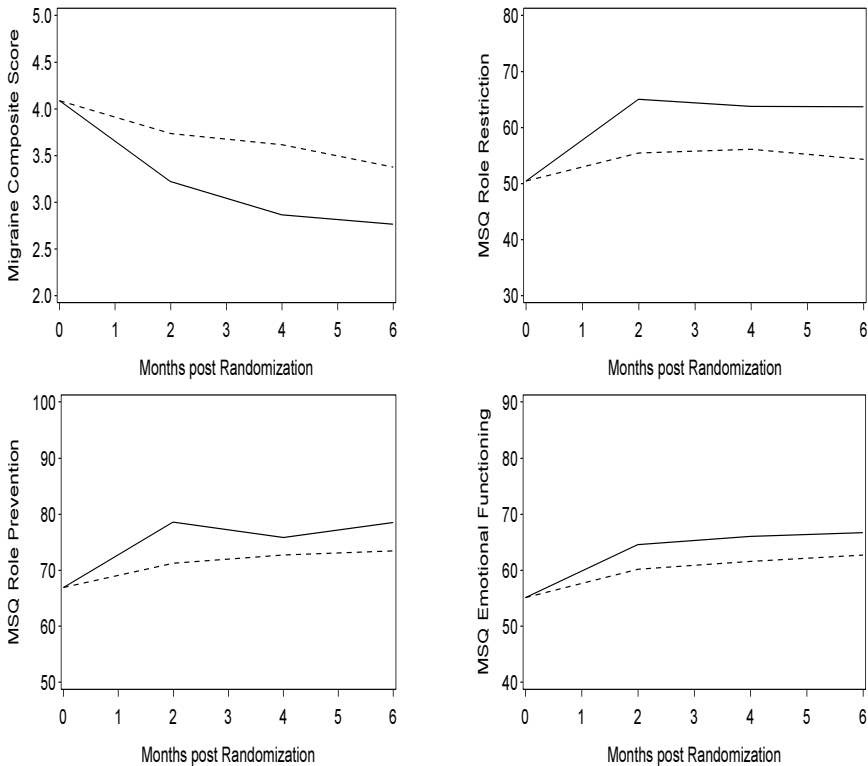 Migraine Composite Score
5.0
4.5
4.0
3.5
3.0
2.5
2.0
0 1 2 3 4 5 6
Months post Randomization
MSQ Role Restriction
80
70
60
50
40
30
0 1 2 3 4 5 6
Months post Randomization
MSQ Role Prevention
100
90
80
70
60
50
0 1 2 3 4 5 6
Months post Randomization
MSQ Emotional Functioning
90
80
70
60
50
40
0 1 2 3 4 5 6
Months post Randomization